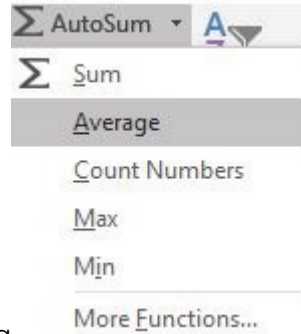 ∑ AutoSum
∑ Sum
Average
Count Numbers
Max
Min
More Functions...